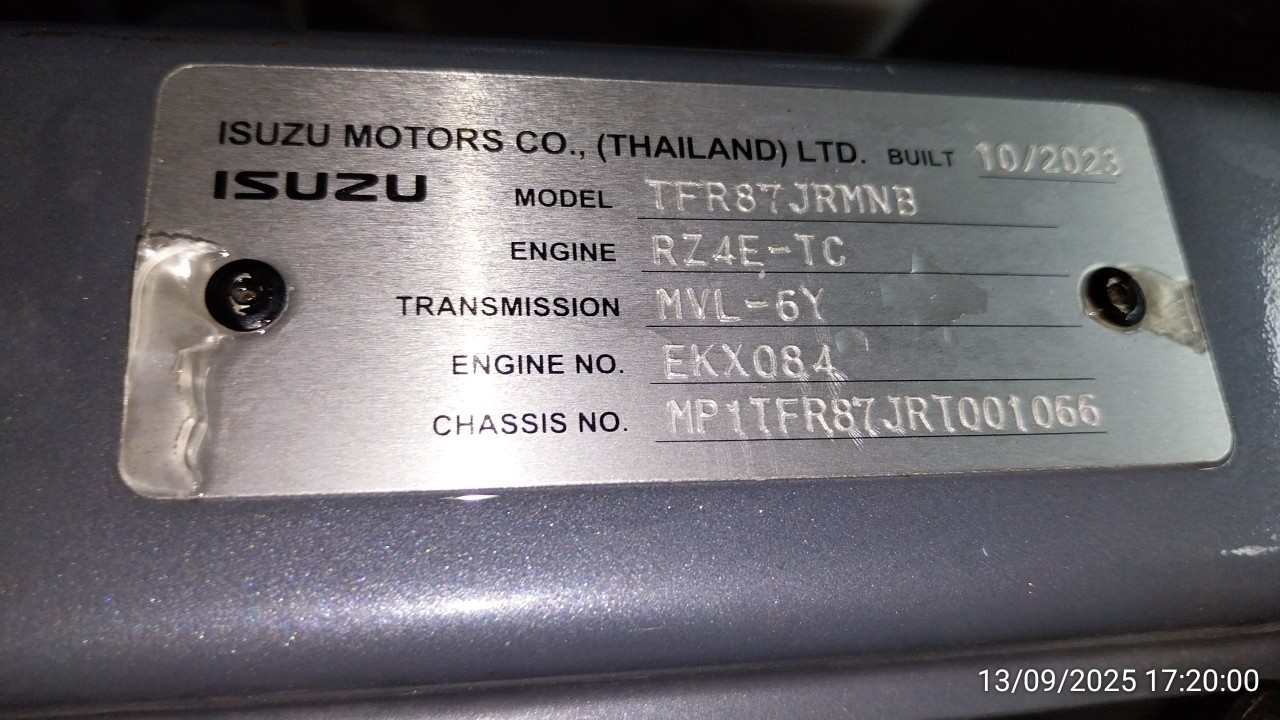 ISUZU MOTORS CO., (THAILAND) LTD. BUILT 10/2023
ISUZU MODEL TFR87JRMNB
ENGINE RZ4E-TC
TRANSMISSION MVL-6Y
ENGINE NO. EKX084
CHASSIS NO. MP1TFR87JRT001066
13/09/2025 17:20:00